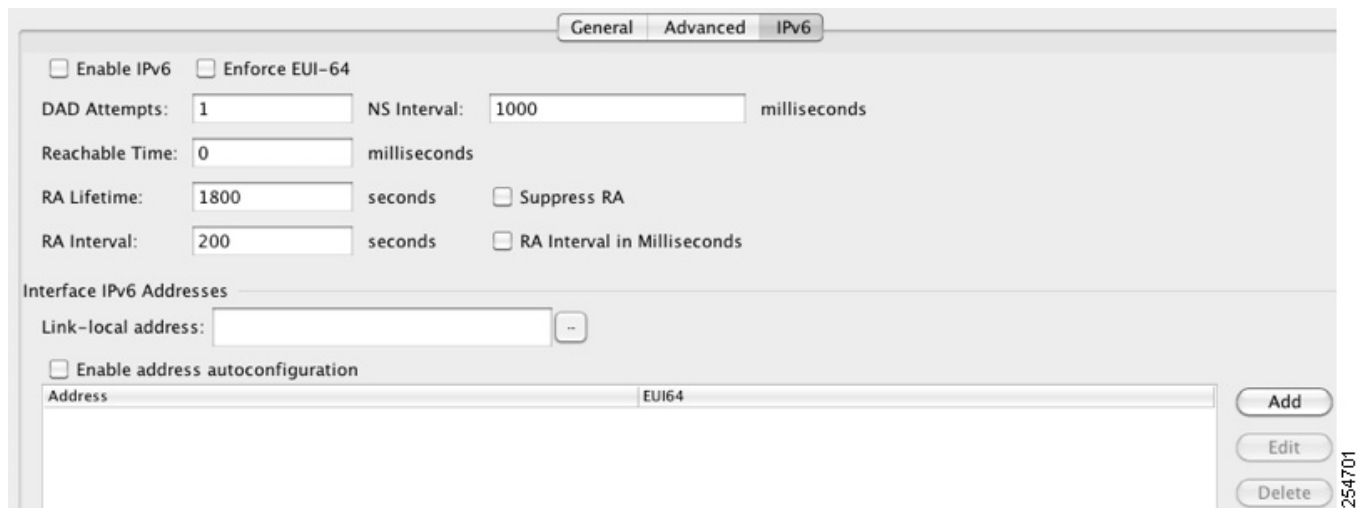 General Advanced IPv6
Enable IPv6 Enforce EUI-64
DAD Attempts: 1 NS Interval: 1000 milliseconds
Reachable Time: 0 milliseconds
RA Lifetime: 1800 seconds Suppress RA
RA Interval: 200 seconds RA Interval in Milliseconds
Interface IPv6 Addresses
Link-local address: ...
Enable address autoconfiguration
Address EUI64
Add
Edit
Delete
254701